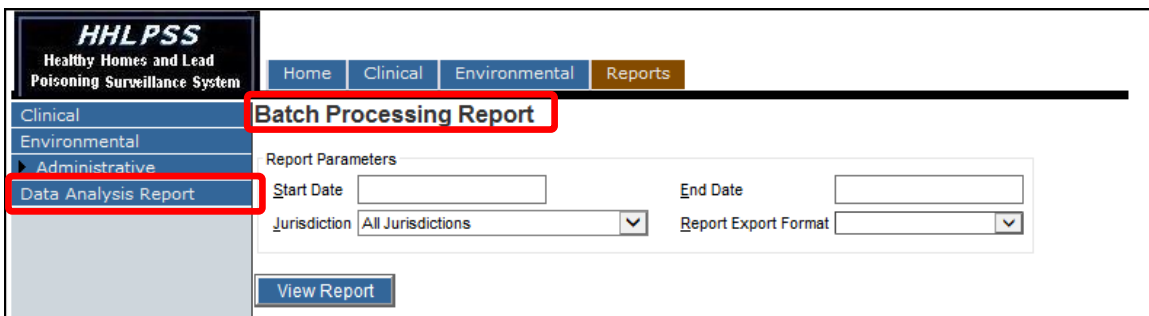 HHLPSS
Healthy Homes and Lead
Poisoning Surveillance System
Home Clinical Environmental Reports
Clinical
Environmental
Administrative
Data Analysis Report
Batch Processing Report
Report Parameters
Start Date End Date
Jurisdiction All Jurisdictions Report Export Format
View Report